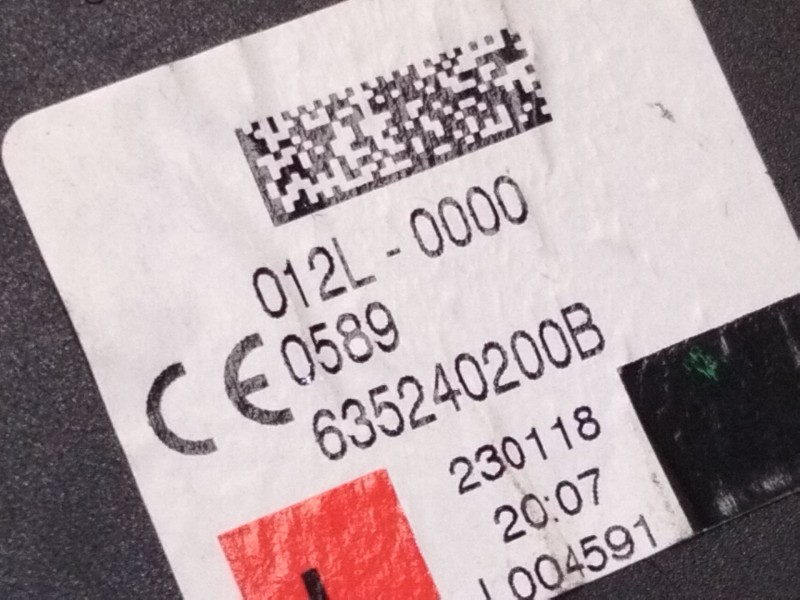 012L - 0000
CE 0589
635240200B
230118
20:07
L004591
L